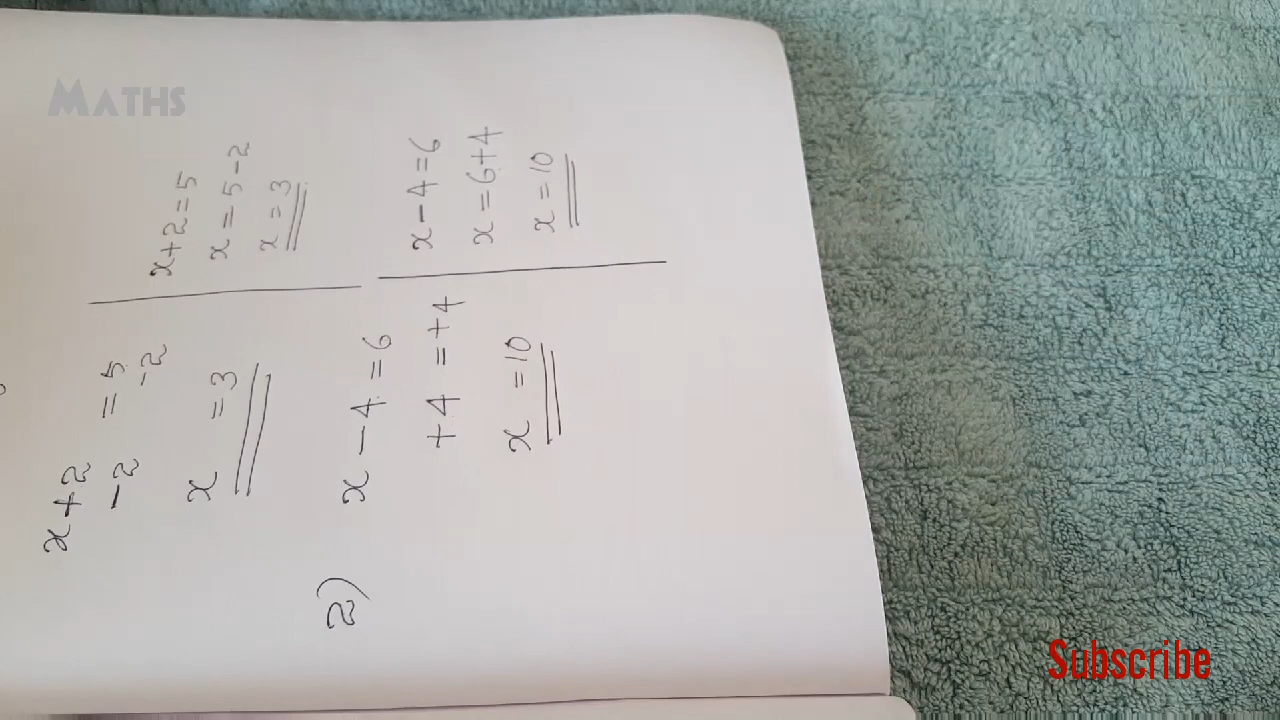 MATHS
x+2 = 5
-2 -2
x = 3
x+2=5
x = 5-2
x = 3
2) x - 4 = 6
+4 = +4
x = 10
x - 4 = 6
x = 6+4
x = 10
Subscribe